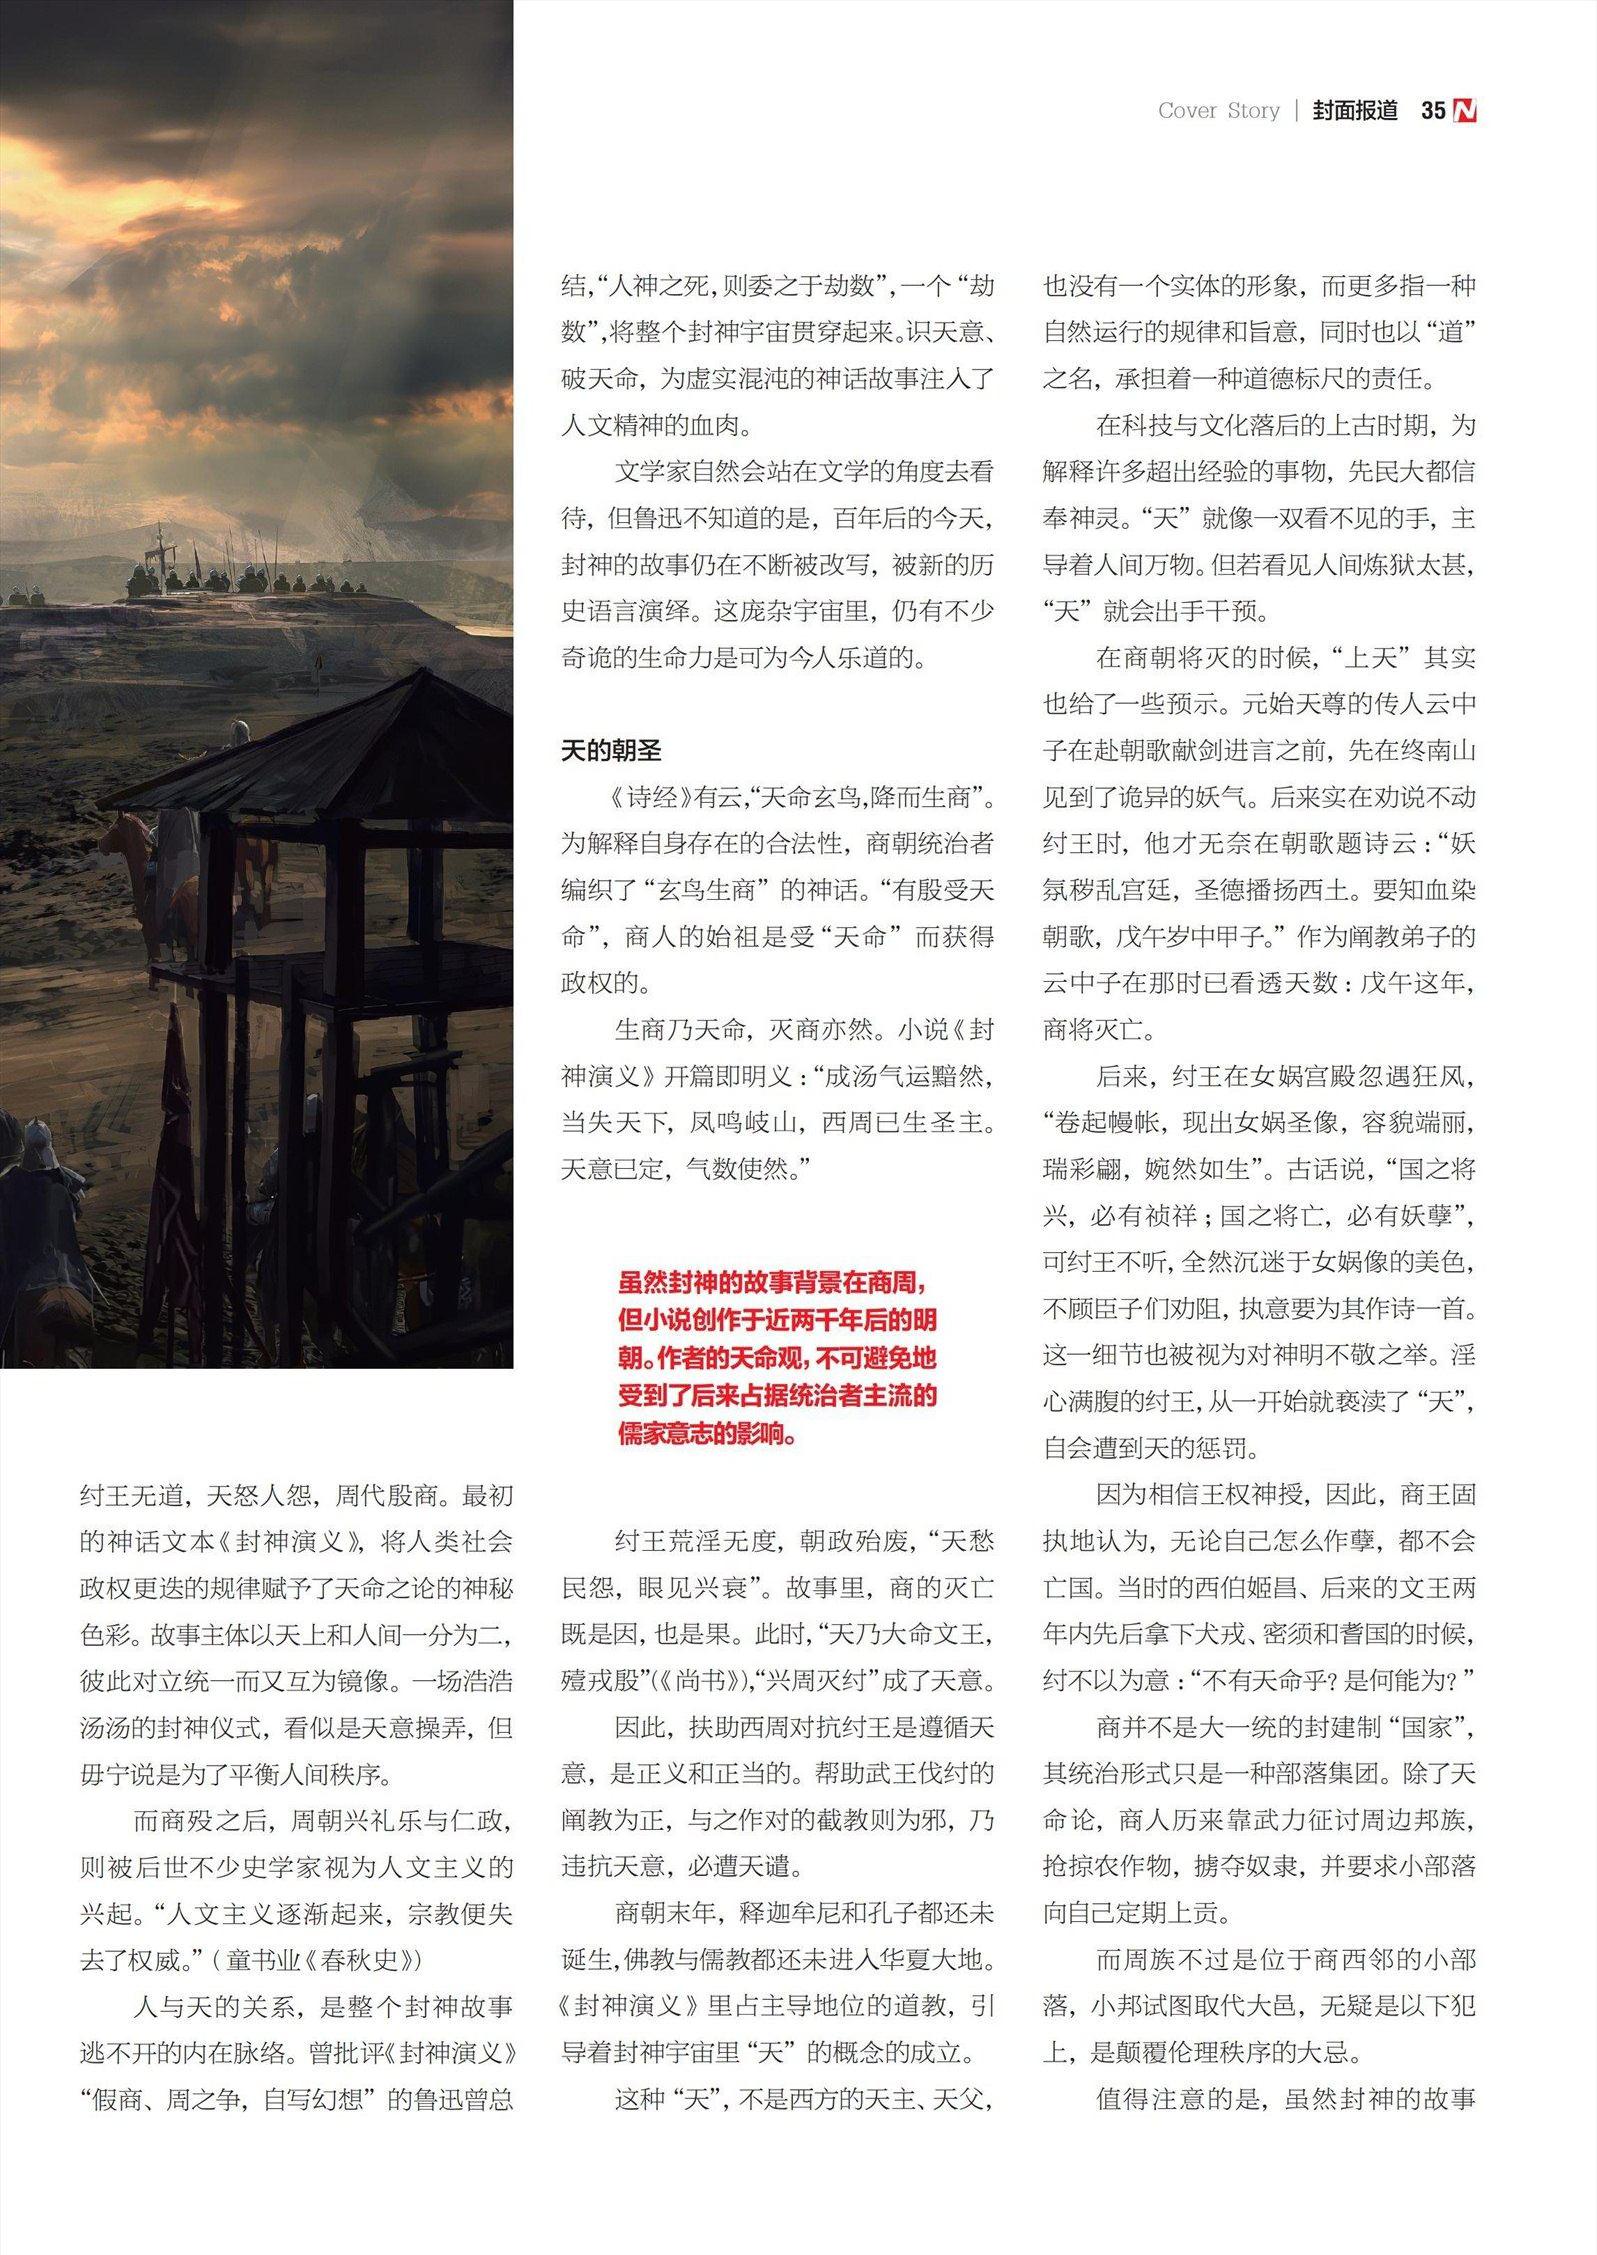 Cover Story | 封面报道 35 N
纣王无道，天怒人怨，周代殷商。最初
的神话文本《封神演义》，将人类社会
政权更迭的规律赋予了天命之论的神秘
色彩。故事主体以天上和人间一分为二，
彼此对立统一而又互为镜像。一场浩浩
汤汤的封神仪式，看似是天意操弄，但
毋宁说是为了平衡人间秩序。
而商殁之后，周朝兴礼乐与仁政，
则被后世不少史学家视为人文主义的
兴起。“人文主义逐渐起来，宗教便失
去了权威。”（童书业《春秋史》）
人与天的关系，是整个封神故事
逃不开的内在脉络。曾批评《封神演义》
“假商、周之争，自写幻想”的鲁迅曾总
结，“人神之死，则委之于劫数”，一个“劫
数”，将整个封神宇宙贯穿起来。识天意、
破天命，为虚实混沌的神话故事注入了
人文精神的血肉。
文学家自然会站在文学的角度去看
待，但鲁迅不知道的是，百年后的今天，
封神的故事仍在不断被改写，被新的历
史语言演绎。这庞杂宇宙里，仍有不少
奇诡的生命力是可为今人乐道的。
天的朝圣
《诗经》有云，“天命玄鸟，降而生商”。
为解释自身存在的合法性，商朝统治者
编织了“玄鸟生商”的神话。“有殷受天
命”，商人的始祖是受“天命”而获得
政权的。
生商乃天命，灭商亦然。小说《封
神演义》开篇即明义：“成汤气运黯然，
当失天下，凤鸣岐山，西周已生圣主。
天意已定，气数使然。”
虽然封神的故事背景在商周，
但小说创作于近两千年后的明
朝。作者的天命观，不可避免地
受到了后来占据统治者主流的
儒家意志的影响。
纣王荒淫无度，朝政殆废，“天愁
民怨，眼见兴衰”。故事里，商的灭亡
既是因，也是果。此时，“天乃大命文王，
殪戎殷”（《尚书》），“兴周灭纣”成了天意。
因此，扶助西周对抗纣王是遵循天
意，是正义和正当的。帮助武王伐纣的
阐教为正，与之作对的截教则为邪，乃
违抗天意，必遭天谴。
商朝末年，释迦牟尼和孔子都还未
诞生，佛教与儒教都还未进入华夏大地。
《封神演义》里占主导地位的道教，引
导着封神宇宙里“天”的概念的成立。
这种“天”，不是西方的天主、天父，
也没有一个实体的形象，而更多指一种
自然运行的规律和旨意，同时也以“道”
之名，承担着一种道德标尺的责任。
在科技与文化落后的上古时期，为
解释许多超出经验的事物，先民大都信
奉神灵。“天”就像一双看不见的手，主
导着人间万物。但若看见人间炼狱太甚，
“天”就会出手干预。
在商朝将灭的时候，“上天”其实
也给了一些预示。元始天尊的传人云中
子在赴朝歌献剑进言之前，先在终南山
见到了诡异的妖气。后来实在劝说不动
纣王时，他才无奈在朝歌题诗云：“妖
氛秽乱宫廷，圣德播扬西土。要知血染
朝歌，戊午岁中甲子。”作为阐教弟子的
云中子在那时已看透天数：戊午这年，
商将灭亡。
后来，纣王在女娲宫殿忽遇狂风，
“卷起幔帐，现出女娲圣像，容貌端丽，
瑞彩翩，婉然如生”。古话说，“国之将
兴，必有祯祥；国之将亡，必有妖孽”，
可纣王不听，全然沉迷于女娲像的美色，
不顾臣子们劝阻，执意要为其作诗一首。
这一细节也被视为对神明不敬之举。淫
心满腹的纣王，从一开始就亵渎了“天”，
自会遭到天的惩罚。
因为相信王权神授，因此，商王固
执地认为，无论自己怎么作孽，都不会
亡国。当时的西伯姬昌、后来的文王两
年内先后拿下犬戎、密须和耆国的时候，
纣不以为意：“不有天命乎？是何能为？”
商并不是大一统的封建制“国家”，
其统治形式只是一种部落集团。除了天
命论，商人历来靠武力征讨周边邦族，
抢掠农作物，掳夺奴隶，并要求小部落
向自己定期上贡。
而周族不过是位于商西邻的小部
落，小邦试图取代大邑，无疑是以下犯
上，是颠覆伦理秩序的大忌。
值得注意的是，虽然封神的故事